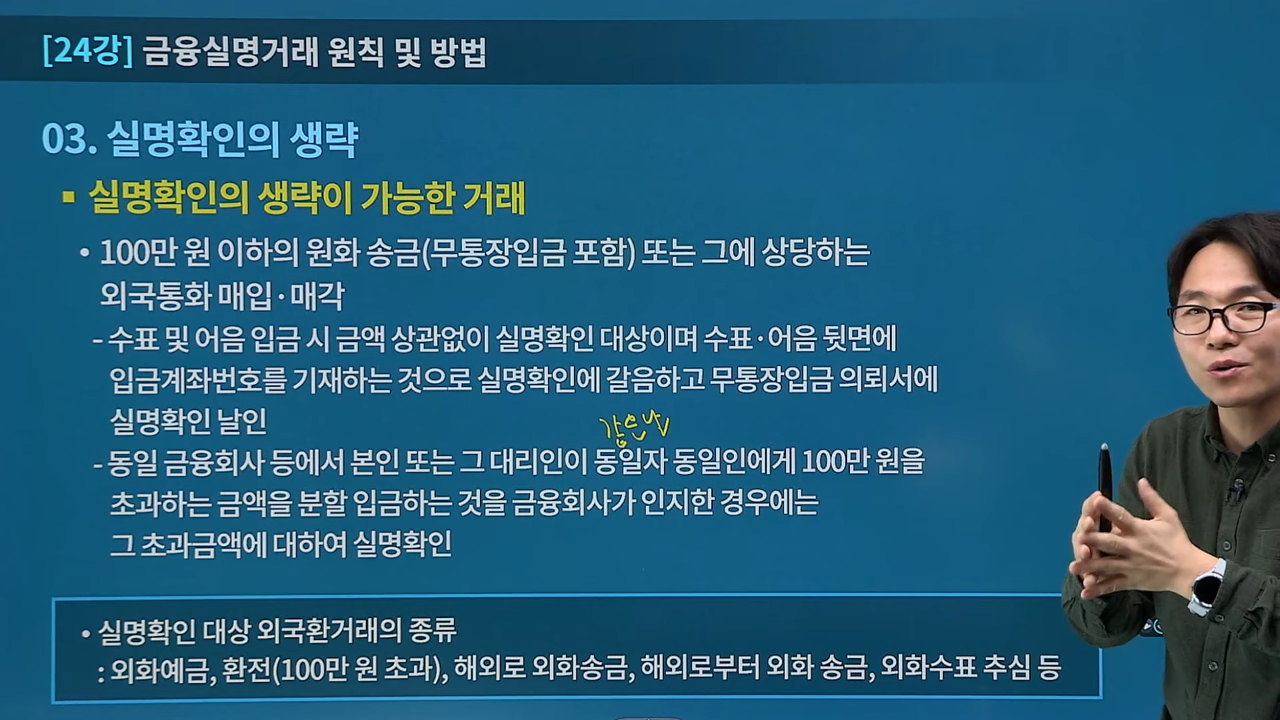 [24강] 금융실명거래 원칙 및 방법
03. 실명확인의 생략
▪ 실명확인의 생략이 가능한 거래
• 100만 원 이하의 원화 송금(무통장입금 포함) 또는 그에 상당하는
외국통화 매입·매각
- 수표 및 어음 입금 시 금액 상관없이 실명확인 대상이며 수표·어음 뒷면에
입금계좌번호를 기재하는 것으로 실명확인에 갈음하고 무통장입금 의뢰서에
실명확인 날인
같은날
- 동일 금융회사 등에서 본인 또는 그 대리인이 동일자 동일인에게 100만 원을
초과하는 금액을 분할 입금하는 것을 금융회사가 인지한 경우에는
그 초과금액에 대하여 실명확인
• 실명확인 대상 외국환거래의 종류
: 외화예금, 환전(100만 원 초과), 해외로 외화송금, 해외로부터 외화 송금, 외화수표 추심 등